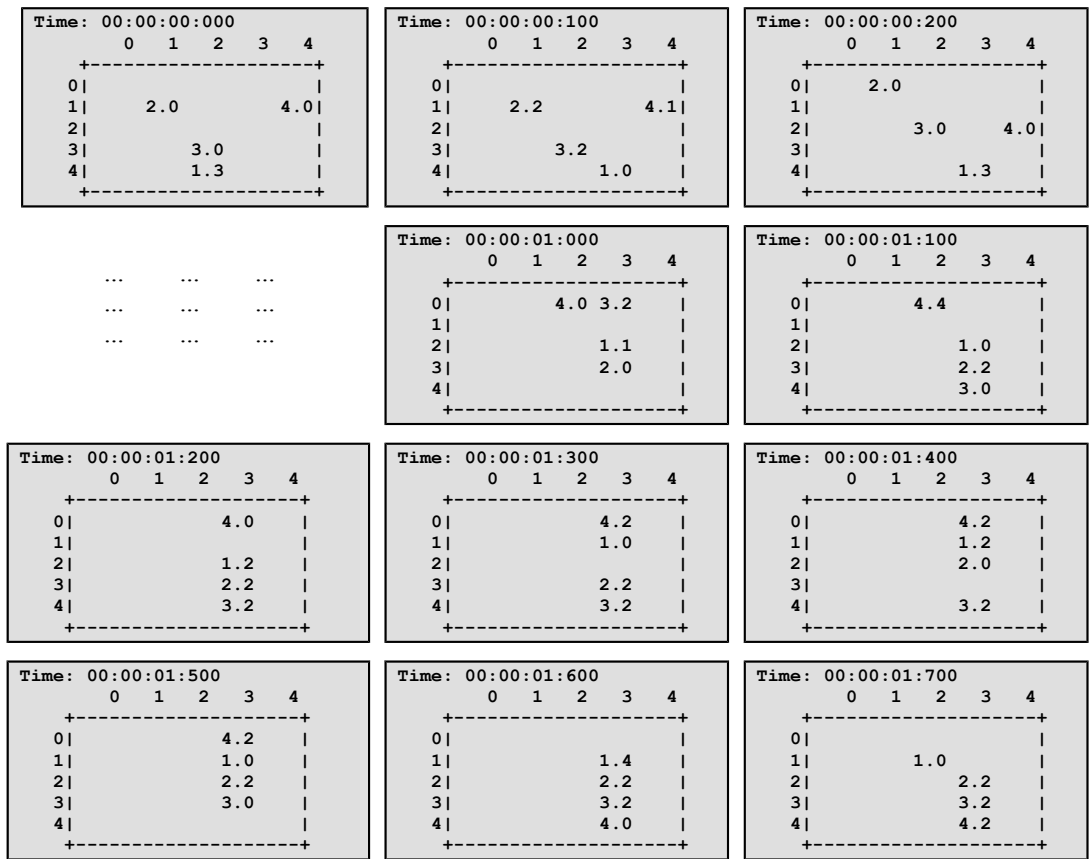 Time: 00:00:00:000
        0   1   2   3   4
    +--------------------+
   0|                    |
   1|     2.0         4.0|
   2|                    |
   3|         3.0        |
   4|         1.3        |
    +--------------------+
Time: 00:00:00:100
        0   1   2   3   4
    +--------------------+
   0|                    |
   1|     2.2         4.1|
   2|                    |
   3|         3.2        |
   4|             1.0    |
    +--------------------+
Time: 00:00:00:200
        0   1   2   3   4
    +--------------------+
   0|     2.0            |
   1|                    |
   2|         3.0     4.0|
   3|                    |
   4|             1.3    |
    +--------------------+
... ... ...
... ... ...
... ... ...
Time: 00:00:01:000
        0   1   2   3   4
    +--------------------+
   0|         4.0 3.2    |
   1|                    |
   2|             1.1    |
   3|             2.0    |
   4|                    |
    +--------------------+
Time: 00:00:01:100
        0   1   2   3   4
    +--------------------+
   0|         4.4        |
   1|                    |
   2|             1.0    |
   3|             2.2    |
   4|             3.0    |
    +--------------------+
Time: 00:00:01:200
        0   1   2   3   4
    +--------------------+
   0|             4.0    |
   1|                    |
   2|             1.2    |
   3|             2.2    |
   4|             3.2    |
    +--------------------+
Time: 00:00:01:300
        0   1   2   3   4
    +--------------------+
   0|             4.2    |
   1|             1.0    |
   2|                    |
   3|             2.2    |
   4|             3.2    |
    +--------------------+
Time: 00:00:01:400
        0   1   2   3   4
    +--------------------+
   0|             4.2    |
   1|             1.2    |
   2|             2.0    |
   3|                    |
   4|             3.2    |
    +--------------------+
Time: 00:00:01:500
        0   1   2   3   4
    +--------------------+
   0|             4.2    |
   1|             1.0    |
   2|             2.2    |
   3|             3.0    |
   4|                    |
    +--------------------+
Time: 00:00:01:600
        0   1   2   3   4
    +--------------------+
   0|                    |
   1|             1.4    |
   2|             2.2    |
   3|             3.2    |
   4|             4.0    |
    +--------------------+
Time: 00:00:01:700
        0   1   2   3   4
    +--------------------+
   0|                    |
   1|         1.0        |
   2|             2.2    |
   3|             3.2    |
   4|             4.2    |
    +--------------------+